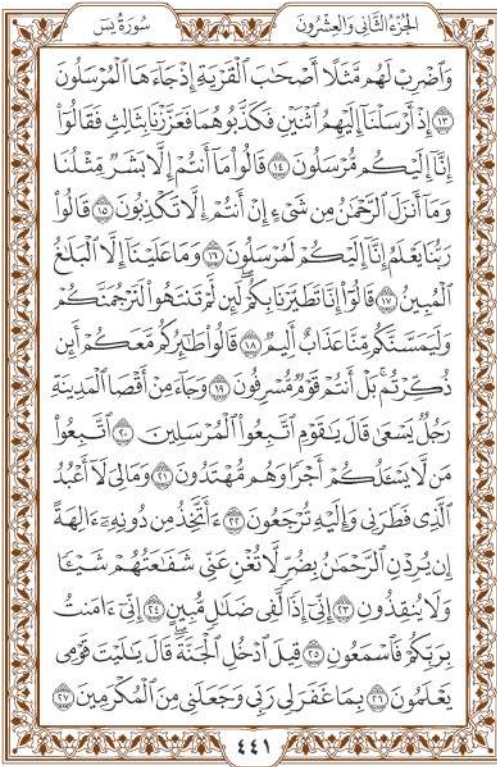 الجُزْءُ الثَّانِي وَالعِشْرُونَ سُورَةُ يسٓ
وَٱضْرِبْ لَهُم مَّثَلًا أَصْحَٰبَ ٱلْقَرْيَةِ إِذْ جَآءَهَا ٱلْمُرْسَلُونَ
١٣ إِذْ أَرْسَلْنَآ إِلَيْهِمُ ٱثْنَيْنِ فَكَذَّبُوهُمَا فَعَزَّزْنَا بِثَالِثٍ فَقَالُوٓا۟
إِنَّآ إِلَيْكُم مُّرْسَلُونَ ١٤ قَالُوا۟ مَآ أَنتُمْ إِلَّا بَشَرٌ مِّثْلُنَا
وَمَآ أَنزَلَ ٱلرَّحْمَٰنُ مِن شَىْءٍ إِنْ أَنتُمْ إِلَّا تَكْذِبُونَ ١٥ قَالُوا۟
رَبُّنَا يَعْلَمُ إِنَّآ إِلَيْكُمْ لَمُرْسَلُونَ ١٦ وَمَا عَلَيْنَآ إِلَّا ٱلْبَلَٰغُ
ٱلْمُبِينُ ١٧ قَالُوٓا۟ إِنَّا تَطَيَّرْنَا بِكُمْ ۖ لَئِن لَّمْ تَنتَهُوا۟ لَنَرْجُمَنَّكُمْ
وَلَيَمَسَّنَّكُم مِّنَّا عَذَابٌ أَلِيمٌ ١٨ قَالُوا۟ طَٰٓئِرُكُم مَّعَكُمْ ۚ أَئِن
ذُكِّرْتُم ۚ بَلْ أَنتُمْ قَوْمٌ مُّسْرِفُونَ ١٩ وَجَآءَ مِنْ أَقْصَا ٱلْمَدِينَةِ
رَجُلٌ يَسْعَىٰ قَالَ يَٰقَوْمِ ٱتَّبِعُوا۟ ٱلْمُرْسَلِينَ ٢٠ ٱتَّبِعُوا۟
مَن لَّا يَسْـَٔلُكُمْ أَجْرًا وَهُم مُّهْتَدُونَ ٢١ وَمَالِىَ لَآ أَعْبُدُ
ٱلَّذِى فَطَرَنِى وَإِلَيْهِ تُرْجَعُونَ ٢٢ ءَأَتَّخِذُ مِن دُونِهِۦٓ ءَالِهَةً
إِن يُرِدْنِ ٱلرَّحْمَٰنُ بِضُرٍّ لَّا تُغْنِ عَنِّى شَفَٰعَتُهُمْ شَيْـًٔا
وَلَا يُنقِذُونِ ٢٣ إِنِّىٓ إِذًا لَّفِى ضَلَٰلٍ مُّبِينٍ ٢٤ إِنِّىٓ ءَامَنتُ
بِرَبِّكُمْ فَٱسْمَعُونِ ٢٥ قِيلَ ٱدْخُلِ ٱلْجَنَّةَ ۖ قَالَ يَٰلَيْتَ قَوْمِى
يَعْلَمُونَ ٢٦ بِمَا غَفَرَ لِى رَبِّى وَجَعَلَنِى مِنَ ٱلْمُكْرَمِينَ ٢٧
٤٤١